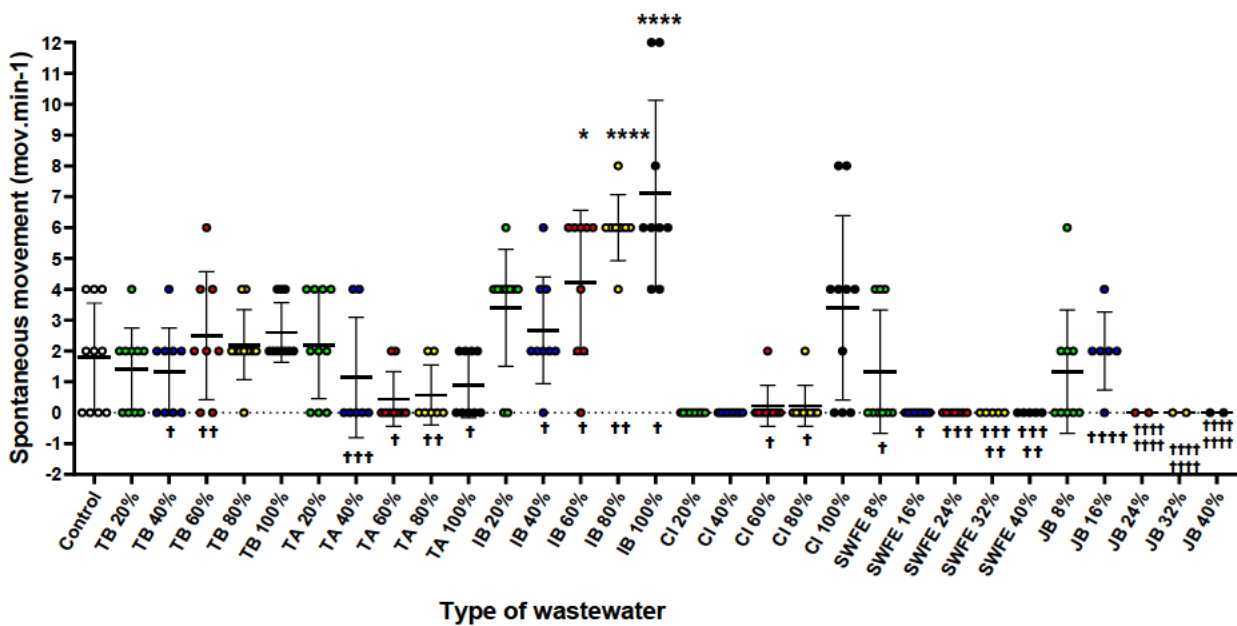 Spontaneous movement (mov.min-1)
12
11
10
9
8
7
6
5
4
3
2
1
0
-1
-2
*
****
****
†
††
†††
†
††
†
†
†
††
†
†
†
†
†
†††
†††
††
†††
††
††††
††††
††††
††††
††††
††††
††††
Control
TB 20%
TB 40%
TB 60%
TB 80%
TB 100%
TA 20%
TA 40%
TA 60%
TA 80%
TA 100%
IB 20%
IB 40%
IB 60%
IB 80%
IB 100%
CI 20%
CI 40%
CI 60%
CI 80%
CI 100%
SWFE 8%
SWFE 16%
SWFE 24%
SWFE 32%
SWFE 40%
JB 8%
JB 16%
JB 24%
JB 32%
JB 40%
Type of wastewater